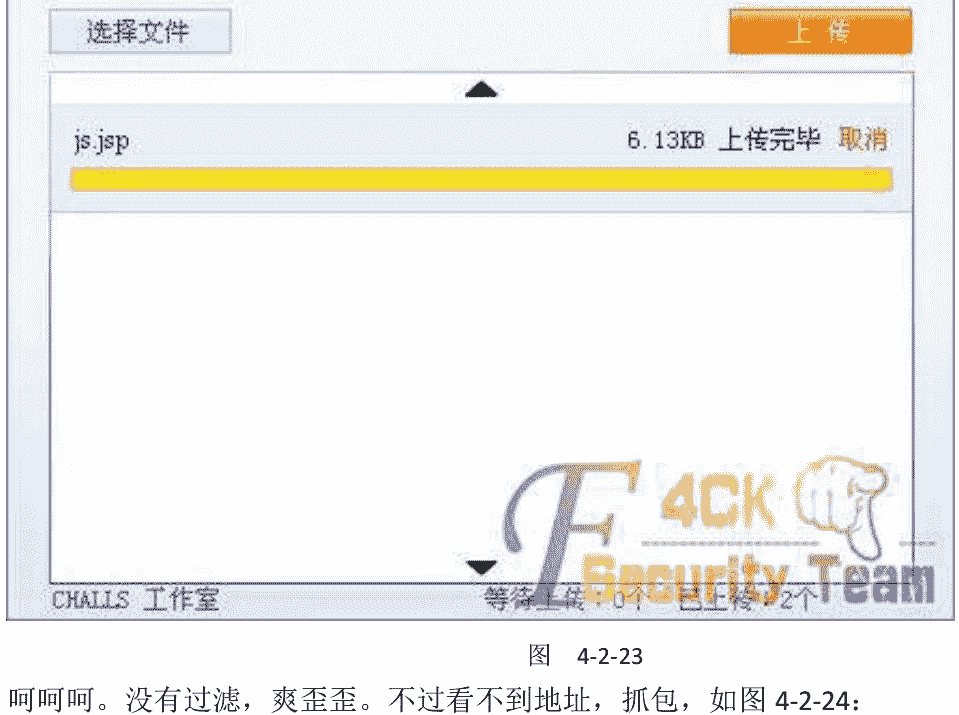 选择文件
上 传
js.jsp
6.13KB 上传完毕 取消
F4CK
Security Team
CHALLS 工作室
等待上传：0个 已上传：2个
图 4-2-23
呵呵呵。没有过滤，爽歪歪。不过看不到地址，抓包，如图 4-2-24：